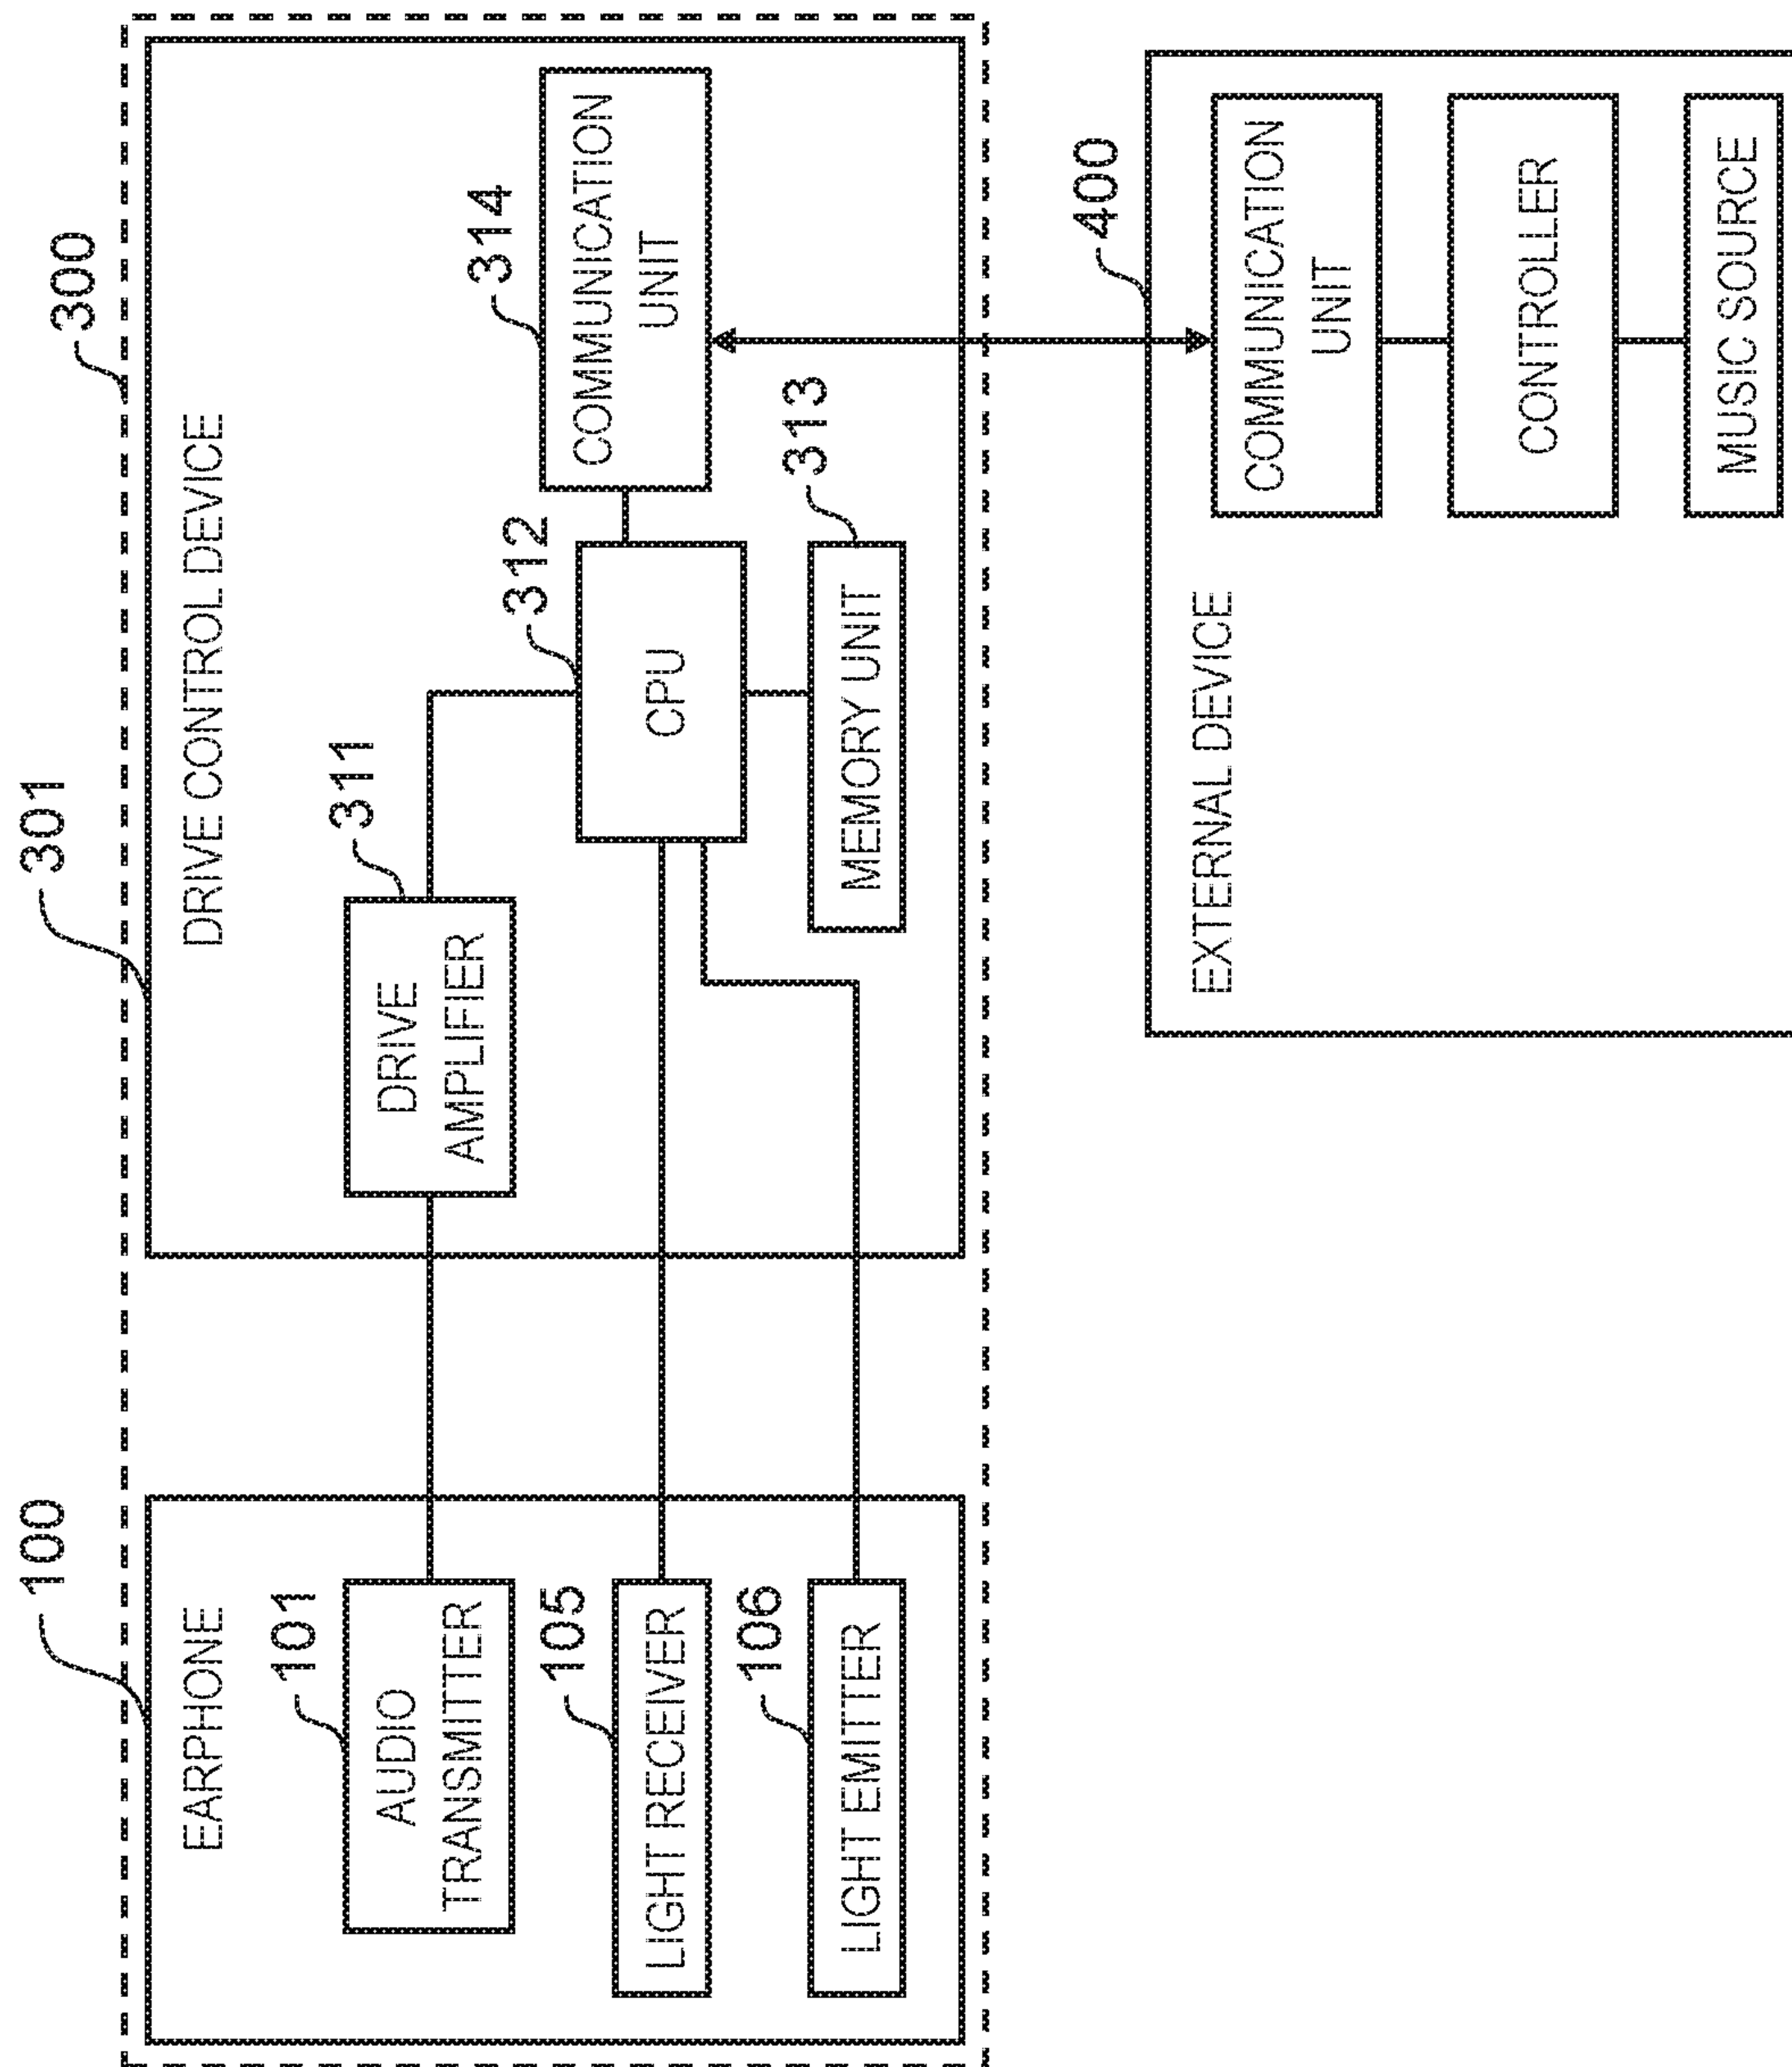 300
100
301
EARPHONE
DRIVE CONTROL DEVICE
101
AUDIO
TRANSMITTER
311
DRIVE
AMPLIFIER
314
COMMUNICATION
UNIT
312
CPU
105
LIGHT RECEIVER
106
LIGHT EMITTER
313
MEMORY UNIT
400
EXTERNAL DEVICE
COMMUNICATION
UNIT
CONTROLLER
MUSIC SOURCE